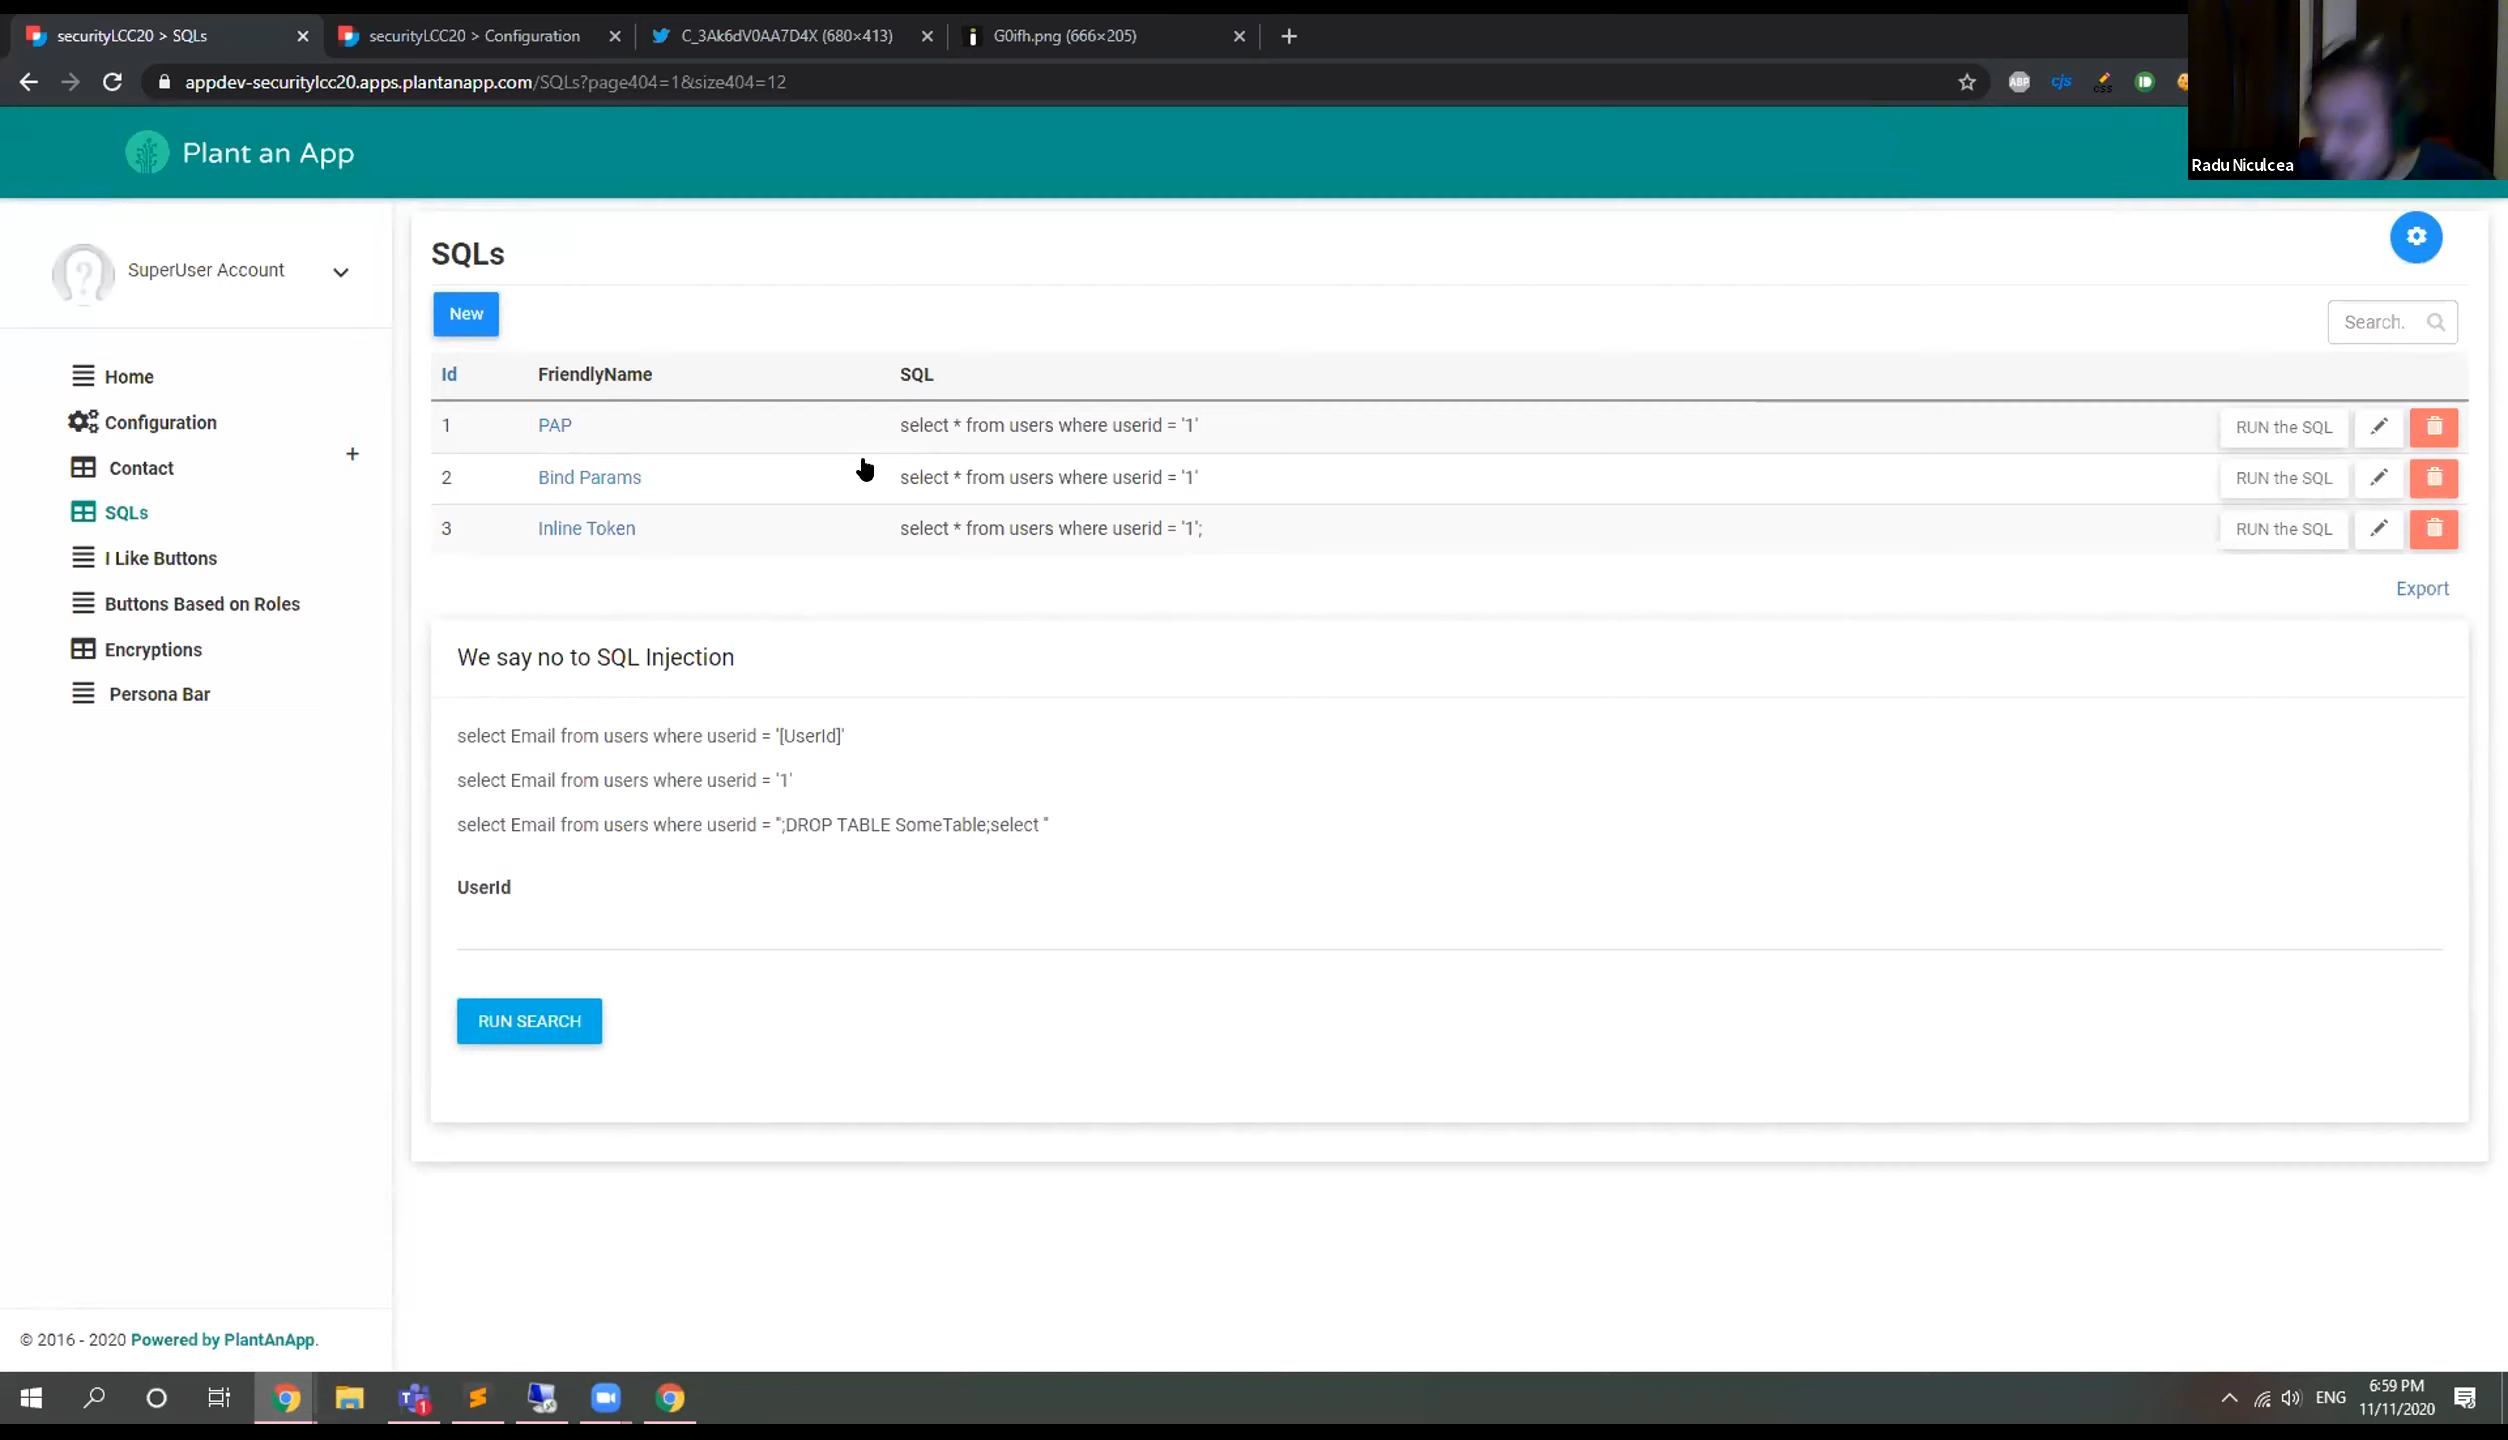 securityLCC20 > SQLs
securityLCC20 > Configuration
C_3Ak6dV0AA7D4X (680×413)
G0ifh.png (666×205)
appdev-securitylcc20.apps.plantanapp.com/SQLs?page404=1&size404=12
ABP
cjs
css
Radu Niculcea
Plant an App
SuperUser Account
Home
Configuration
Contact
SQLs
I Like Buttons
Buttons Based on Roles
Encryptions
Persona Bar
© 2016 - 2020 Powered by PlantAnApp.
SQLs
New
Search.
Id FriendlyName SQL
1 PAP select * from users where userid = '1' RUN the SQL
2 Bind Params select * from users where userid = '1' RUN the SQL
3 Inline Token select * from users where userid = '1'; RUN the SQL
Export
We say no to SQL Injection
select Email from users where userid = '[UserId]'
select Email from users where userid = '1'
select Email from users where userid = '';DROP TABLE SomeTable;select ''
UserId
RUN SEARCH
1
ENG
6:59 PM
11/11/2020